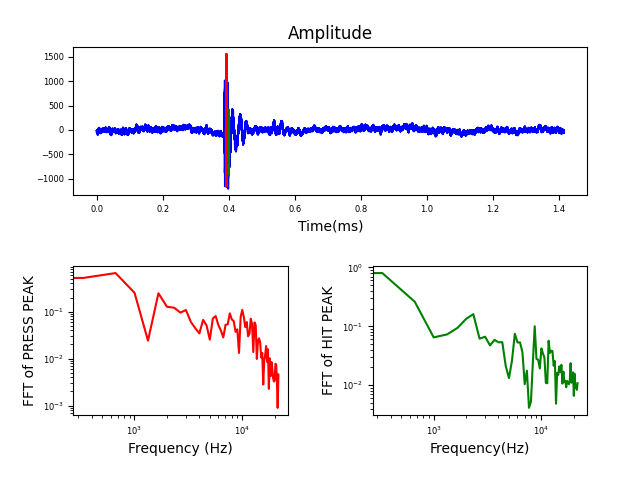 Amplitude
1500
1000
500
0
−500
−1000
0.0 0.2 0.4 0.6 0.8 1.0 1.2 1.4
Time(ms)
FFT of PRESS PEAK
10⁻¹
10⁻²
10⁻³
10³ 10⁴
Frequency (Hz)
FFT of HIT PEAK
10⁰
10⁻¹
10⁻²
10³ 10⁴
Frequency(Hz)